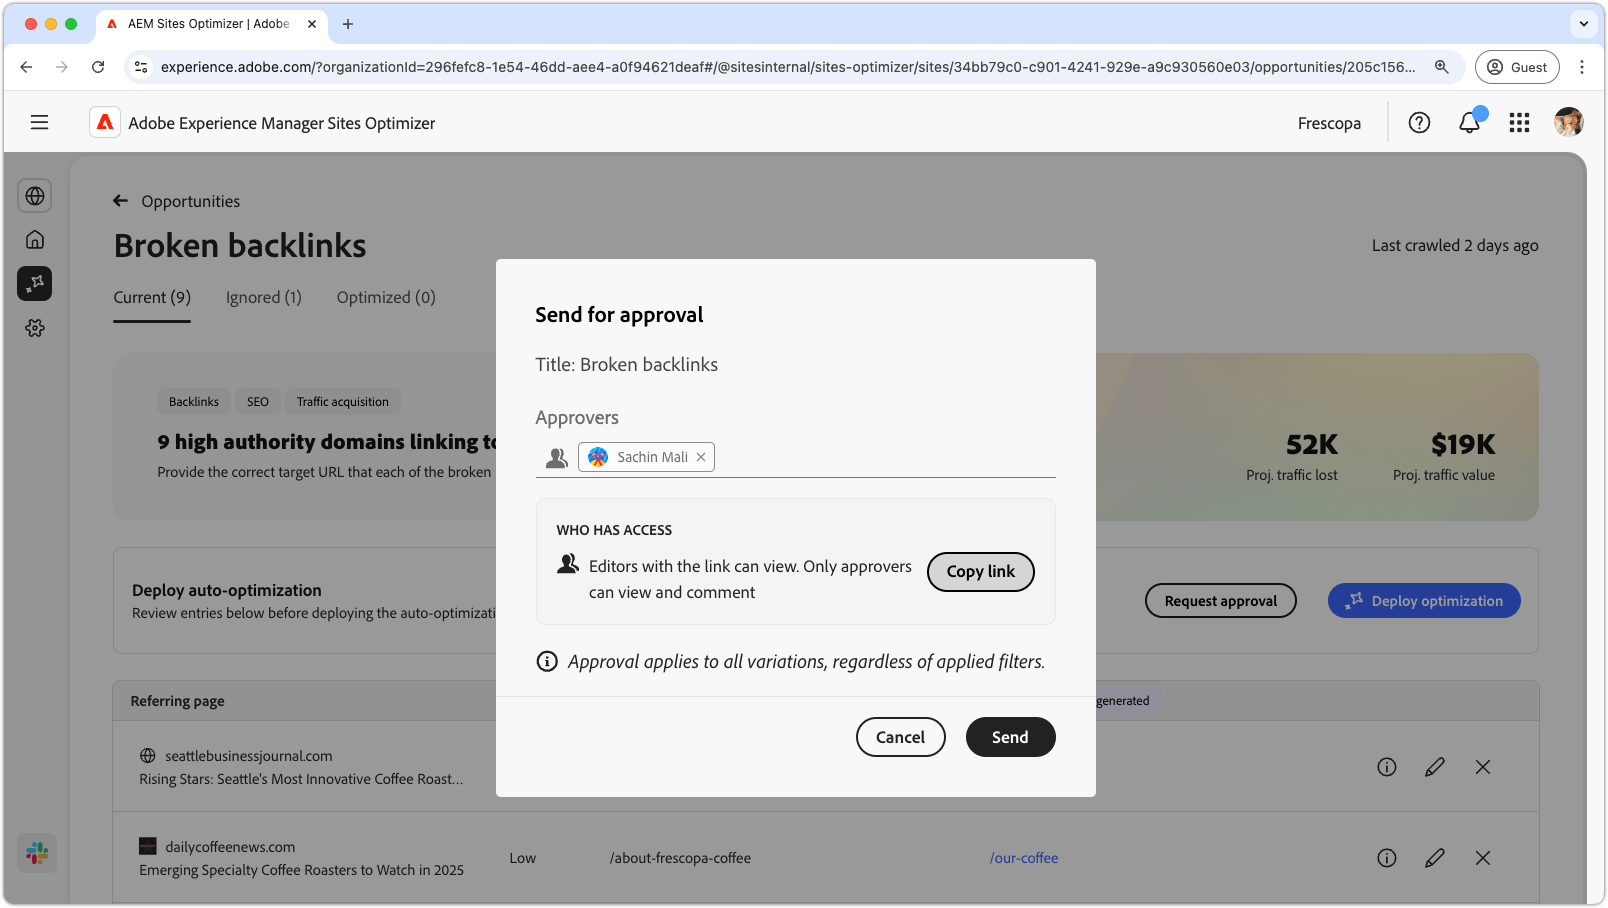 AEM Sites Optimizer | Adobe
experience.adobe.com/?organizationId=296fefc8-1e54-46dd-aee4-a0f94621deaf#/@sitesinternal/sites-optimizer/sites/34bb79c0-c901-4241-929e-a9c930560e03/opportunities/205c156...
Guest
Adobe Experience Manager Sites Optimizer
Frescopa
Opportunities
Broken backlinks
Last crawled 2 days ago
Current (9)
Ignored (1)
Optimized (0)
Backlinks
SEO
Traffic acquisition
9 high authority domains linking to
Provide the correct target URL that each of the broken
52K
Proj. traffic lost
$19K
Proj. traffic value
Deploy auto-optimization
Review entries below before deploying the auto-optimizati
Request approval
Deploy optimization
Referring page
generated
seattlebusinessjournal.com
Rising Stars: Seattle's Most Innovative Coffee Roast...
dailycoffeenews.com
Emerging Specialty Coffee Roasters to Watch in 2025
Low
/about-frescopa-coffee
/our-coffee
Send for approval
Title: Broken backlinks
Approvers
Sachin Mali
WHO HAS ACCESS
Editors with the link can view. Only approvers
can view and comment
Copy link
Approval applies to all variations, regardless of applied filters.
Cancel
Send